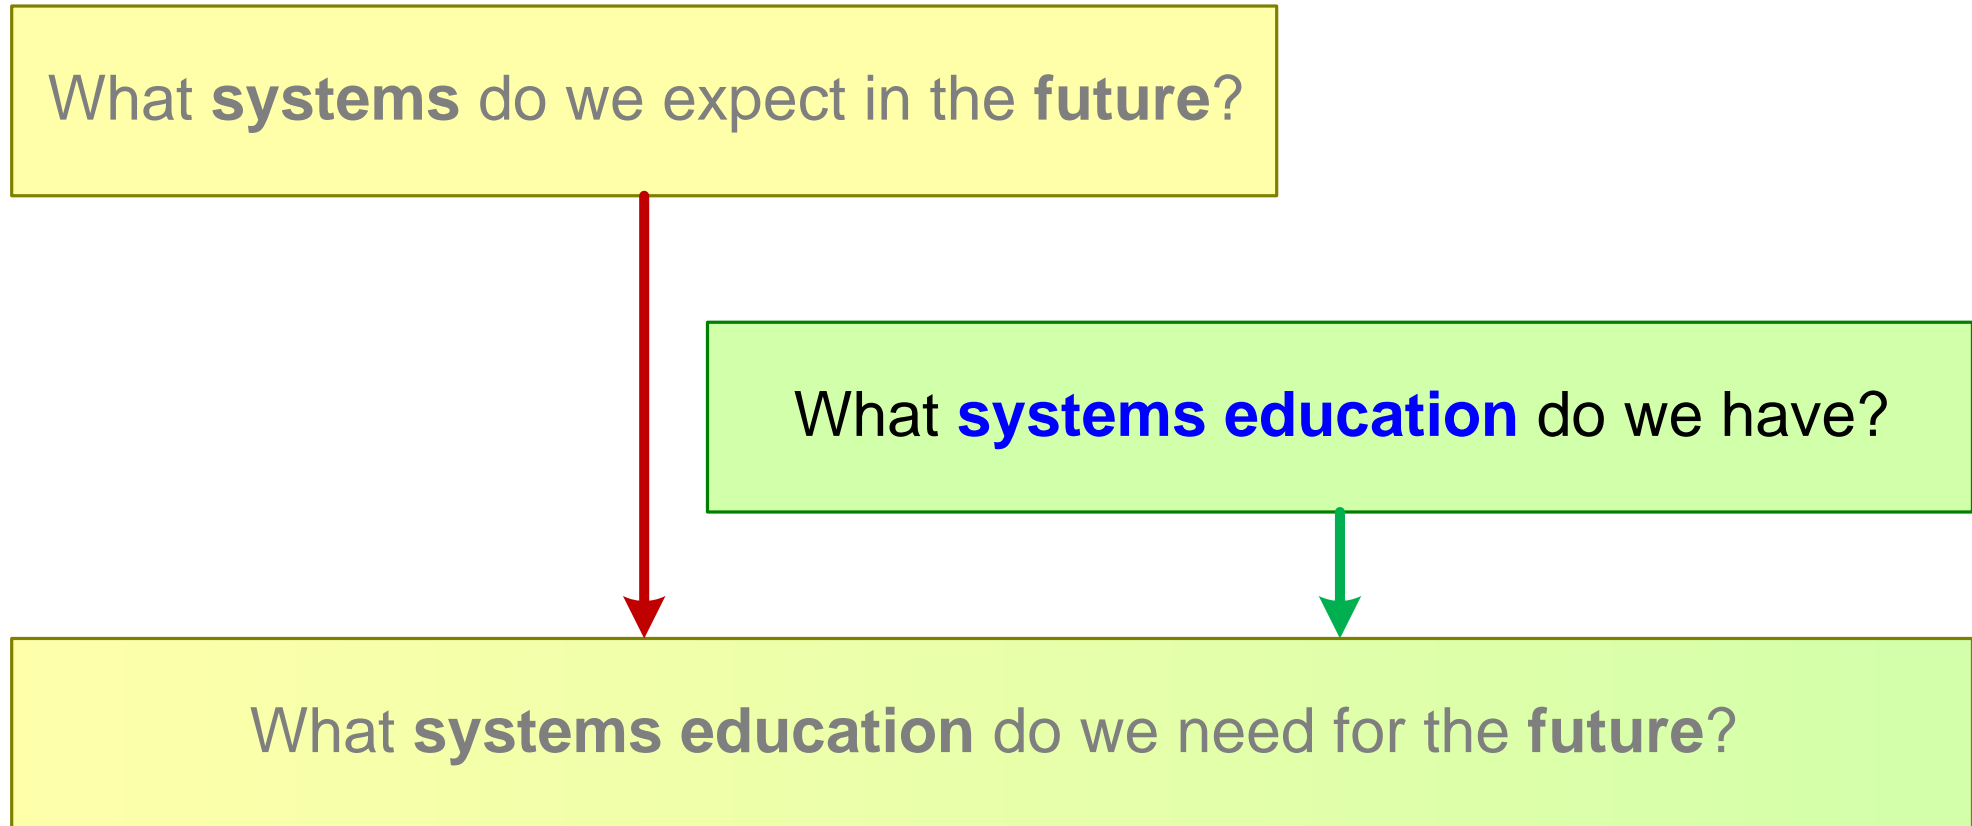 What systems do we expect in the future?
What systems education do we have?
What systems education do we need for the future?